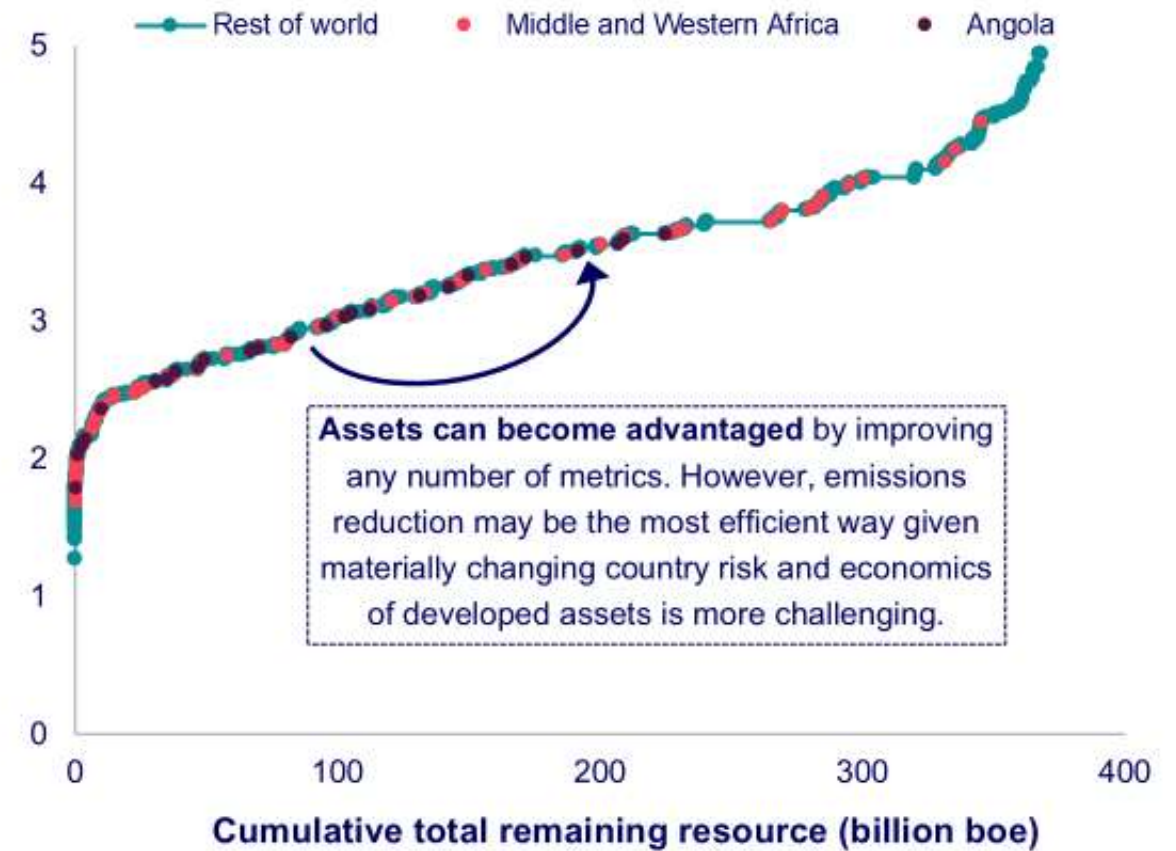 Rest of world
Middle and Western Africa
Angola
5
4
3
2
1
0
Assets can become advantaged by improving
any number of metrics. However, emissions
reduction may be the most efficient way given
materially changing country risk and economics
of developed assets is more challenging.
0
100
200
300
400
Cumulative total remaining resource (billion boe)